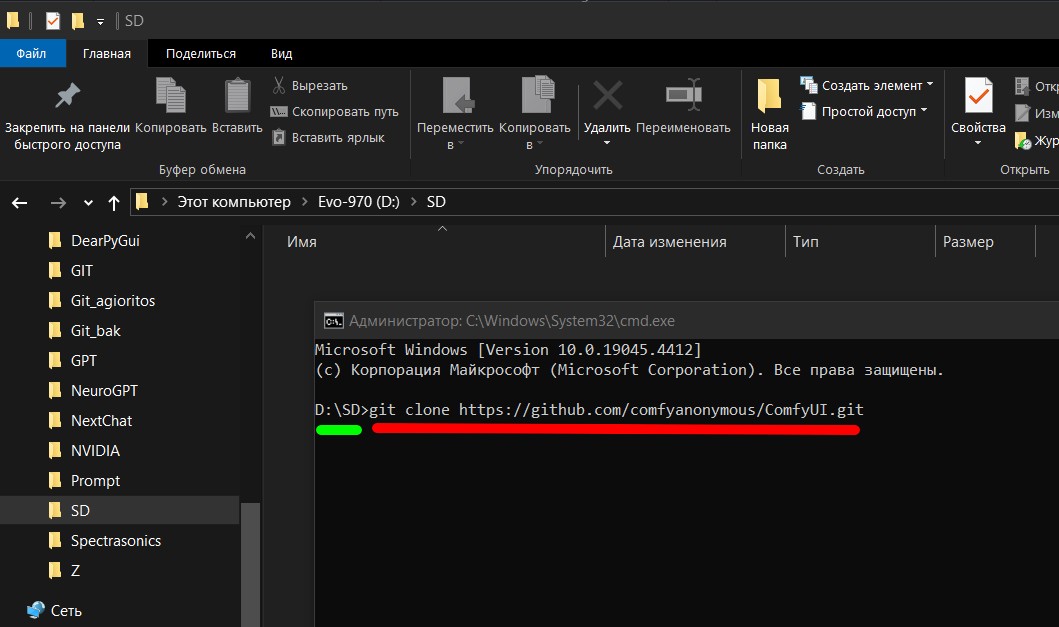 SD
Файл Главная Поделиться Вид
Закрепить на панели быстрого доступа
Копировать
Вставить
Вырезать
Скопировать путь
Вставить ярлык
Буфер обмена
Переместить в
Копировать в
Удалить
Переименовать
Упорядочить
Новая папка
Создать элемент
Простой доступ
Создать
Свойства
Открыть
Этот компьютер > Evo-970 (D:) > SD
DearPyGui
GIT
Git_agioritos
Git_bak
GPT
NeuroGPT
NextChat
NVIDIA
Prompt
SD
Spectrasonics
Z
Сеть
Имя Дата изменения Тип Размер
Администратор: C:\Windows\System32\cmd.exe
Microsoft Windows [Version 10.0.19045.4412]
(c) Корпорация Майкрософт (Microsoft Corporation). Все права защищены.
D:\SD>git clone https://github.com/comfyanonymous/ComfyUI.git